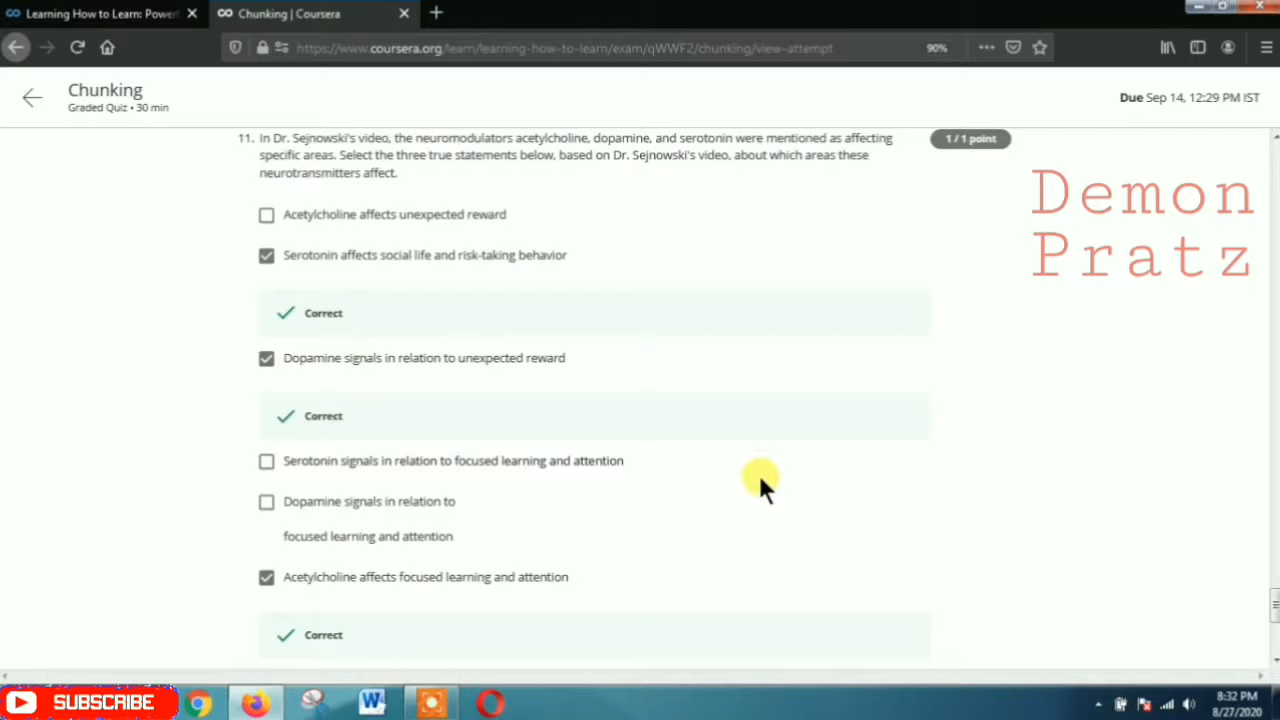 Learning How to Learn: Powerf
Chunking | Coursera
https://www.coursera.org/learn/learning-how-to-learn/exam/qWWF2/chunking/view-attempt
90%
Chunking
Graded Quiz • 30 min
Due Sep 14, 12:29 PM IST
11. In Dr. Sejnowski's video, the neuromodulators acetylcholine, dopamine, and serotonin were mentioned as affecting
specific areas. Select the three true statements below, based on Dr. Sejnowski's video, about which areas these
neurotransmitters affect.
1 / 1 point
Demon
Pratz
Acetylcholine affects unexpected reward
Serotonin affects social life and risk-taking behavior
Correct
Dopamine signals in relation to unexpected reward
Correct
Serotonin signals in relation to focused learning and attention
Dopamine signals in relation to
focused learning and attention
Acetylcholine affects focused learning and attention
Correct
SUBSCRIBE
8:32 PM
8/27/2020